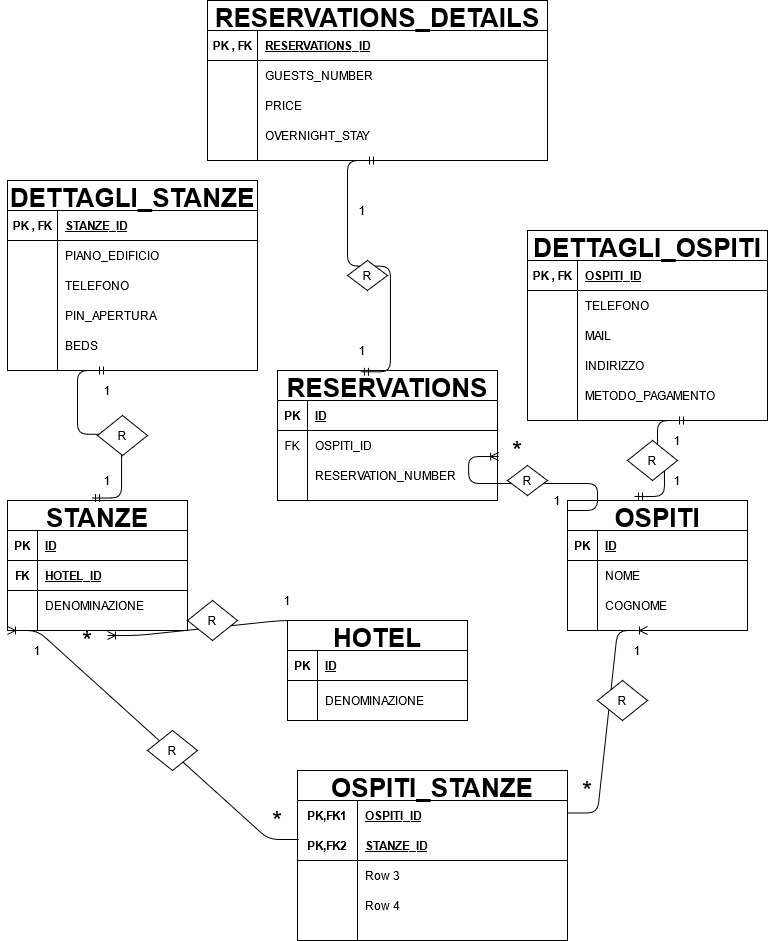 RESERVATIONS_DETAILS
PK , FK RESERVATIONS_ID
GUESTS_NUMBER
PRICE
OVERNIGHT_STAY
DETTAGLI_STANZE
PK , FK STANZE_ID
PIANO_EDIFICIO
TELEFONO
PIN_APERTURA
BEDS
1
R
1
DETTAGLI_OSPITI
PK , FK OSPITI_ID
TELEFONO
MAIL
INDIRIZZO
METODO_PAGAMENTO
1
R
1
RESERVATIONS
PK ID
FK OSPITI_ID
RESERVATION_NUMBER
*
R
1
1
R
1
STANZE
PK ID
FK HOTEL_ID
DENOMINAZIONE
1
R
1
OSPITI
PK ID
NOME
COGNOME
*
R
1
HOTEL
PK ID
DENOMINAZIONE
1
R
*
1
R
*
OSPITI_STANZE
PK,FK1 OSPITI_ID
PK,FK2 STANZE_ID
Row 3
Row 4